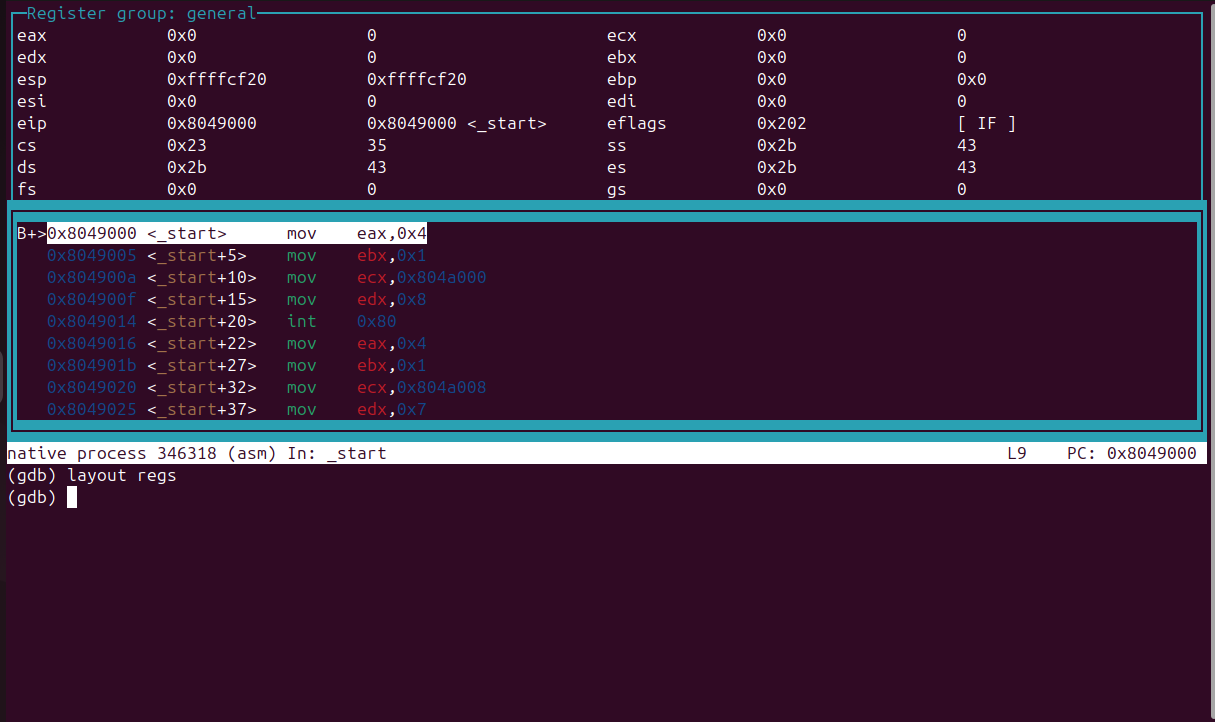 Register group: general
eax 0x0 0 ecx 0x0 0
edx 0x0 0 ebx 0x0 0
esp 0xffffcf20 0xffffcf20 ebp 0x0 0x0
esi 0x0 0 edi 0x0 0
eip 0x8049000 0x8049000 <_start> eflags 0x202 [ IF ]
cs 0x23 35 ss 0x2b 43
ds 0x2b 43 es 0x2b 43
fs 0x0 0 gs 0x0 0
B+>0x8049000 <_start> mov eax,0x4
0x8049005 <_start+5> mov ebx,0x1
0x804900a <_start+10> mov ecx,0x804a000
0x804900f <_start+15> mov edx,0x8
0x8049014 <_start+20> int 0x80
0x8049016 <_start+22> mov eax,0x4
0x804901b <_start+27> mov ebx,0x1
0x8049020 <_start+32> mov ecx,0x804a008
0x8049025 <_start+37> mov edx,0x7
native process 346318 (asm) In: _start L9 PC: 0x8049000
(gdb) layout regs
(gdb)